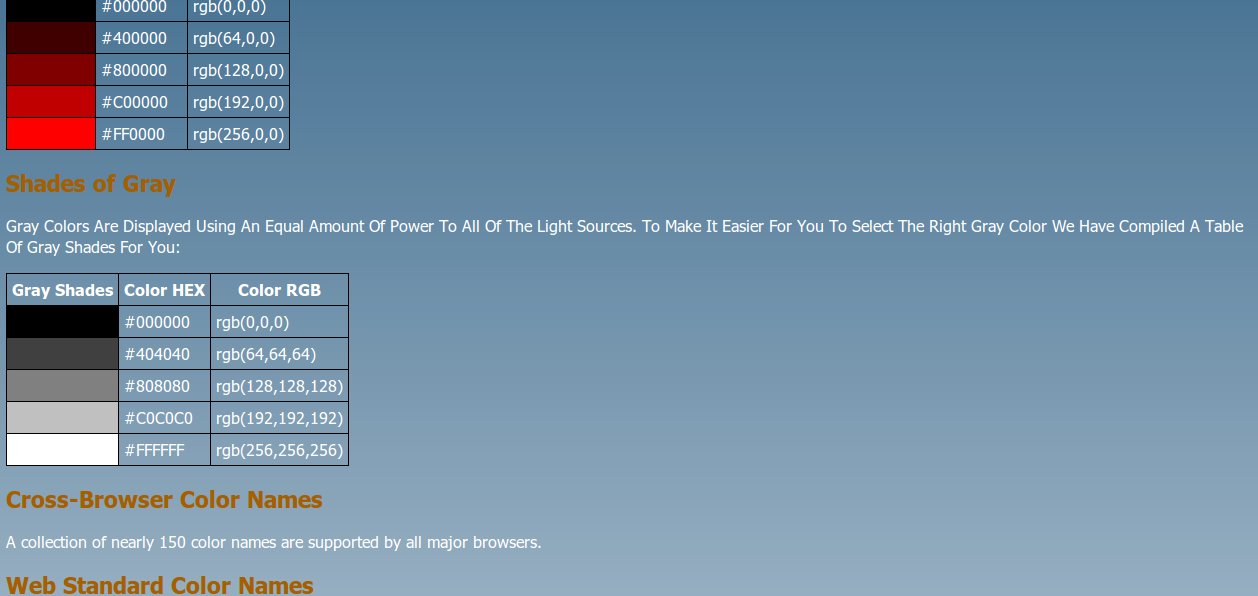 #000000 rgb(0,0,0)
#400000 rgb(64,0,0)
#800000 rgb(128,0,0)
#C00000 rgb(192,0,0)
#FF0000 rgb(256,0,0)
Shades of Gray
Gray Colors Are Displayed Using An Equal Amount Of Power To All Of The Light Sources. To Make It Easier For You To Select The Right Gray Color We Have Compiled A Table
Of Gray Shades For You:
Gray Shades Color HEX Color RGB
#000000 rgb(0,0,0)
#404040 rgb(64,64,64)
#808080 rgb(128,128,128)
#C0C0C0 rgb(192,192,192)
#FFFFFF rgb(256,256,256)
Cross-Browser Color Names
A collection of nearly 150 color names are supported by all major browsers.
Web Standard Color Names